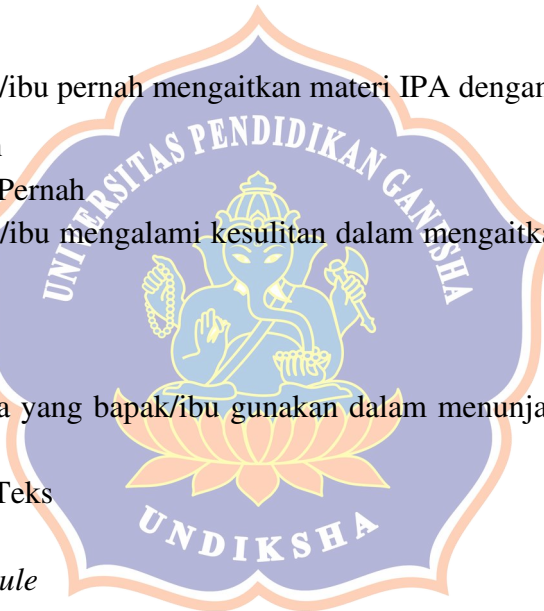 /ibu pernah mengaitkan materi IPA dengan
UNIVERSITAS PENDIDIKAN GANESHA
Pernah
/ibu mengalami kesulitan dalam mengaitka
a yang bapak/ibu gunakan dalam menunja
Teks
UNDIKSHA
ule